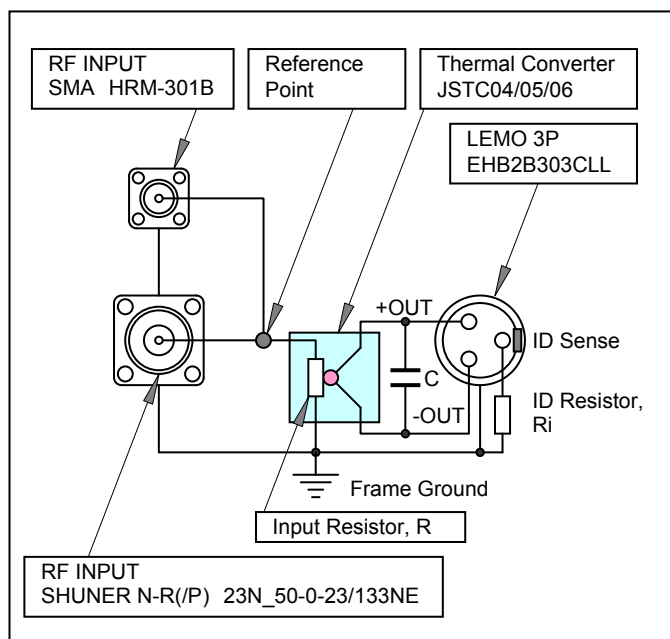 RF INPUT
SMA HRM-301B
Reference
Point
Thermal Converter
JSTC04/05/06
LEMO 3P
EHB2B303CLL
+OUT
ID Sense
C
-OUT
ID Resistor,
Ri
Frame Ground
Input Resistor, R
RF INPUT
SHUNER N-R(/P) 23N_50-0-23/133NE